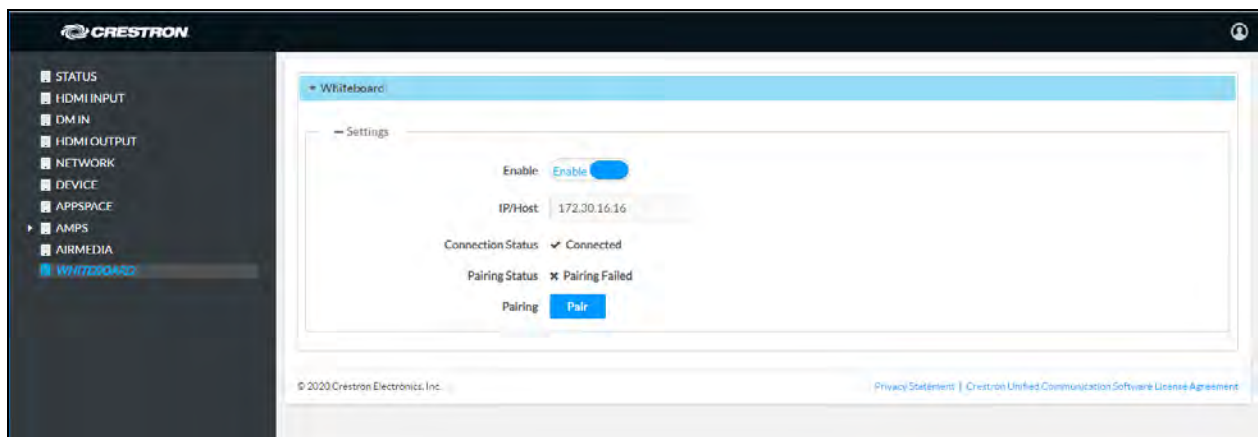 CRESTRON
STATUS
HDMI INPUT
DM IN
HDMI OUTPUT
NETWORK
DEVICE
APPSPACE
AMPS
AIRMEDIA
WHITEBOARD
Whiteboard
Settings
Enable Enable
IP/Host 172.30.16.16
Connection Status Connected
Pairing Status Pairing Failed
Pairing Pair
© 2020 Crestron Electronics, Inc. Privacy Statement | Crestron Unified Communication Software License Agreement